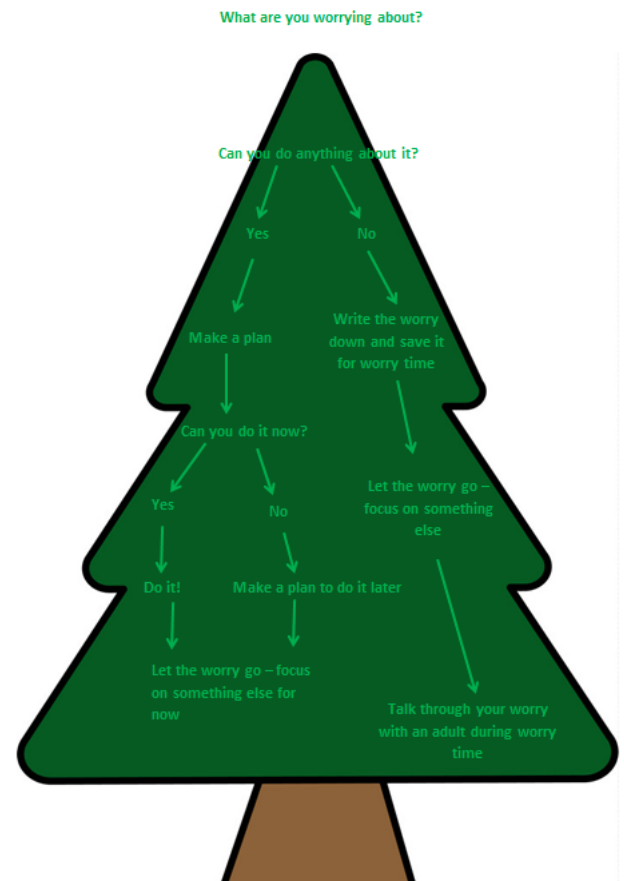 What are you worrying about?
Can you do anything about it?
Yes
No
Make a plan
Write the worry
down and save it
for worry time
Can you do it now?
Yes
No
Let the worry go –
focus on something
else
Do it!
Make a plan to do it later
Let the worry go – focus
on something else for
now
Talk through your worry
with an adult during worry
time